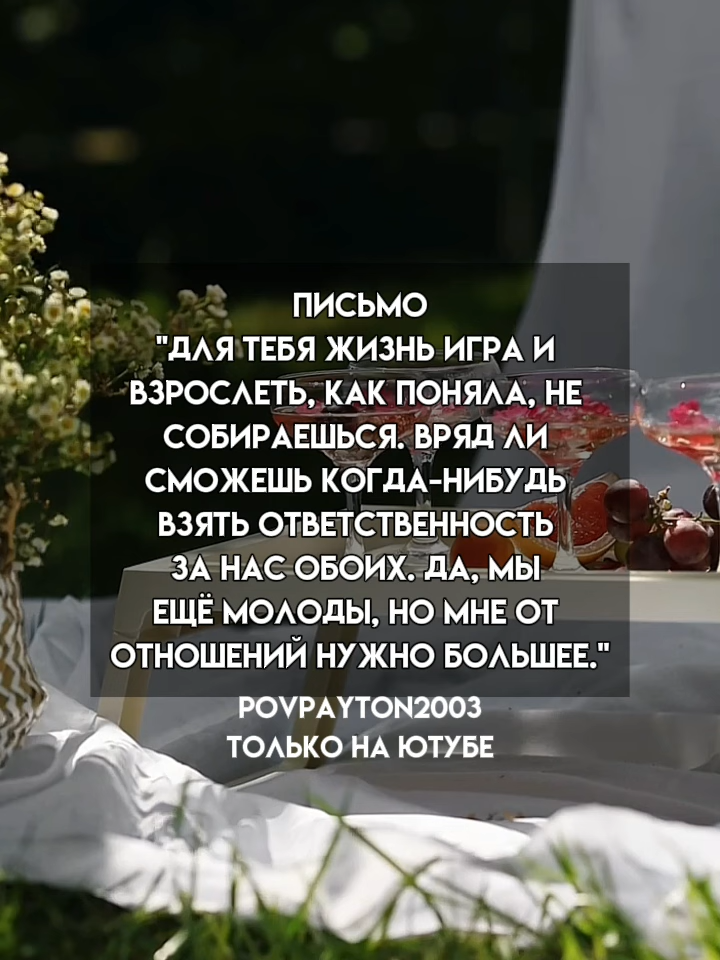 ПИСЬМО
"ДЛЯ ТЕБЯ ЖИЗНЬ ИГРА И
ВЗРОСЛЕТЬ, КАК ПОНЯЛА, НЕ
СОБИРАЕШЬСЯ. ВРЯД ЛИ
СМОЖЕШЬ КОГДА-НИБУДЬ
ВЗЯТЬ ОТВЕТСТВЕННОСТЬ
ЗА НАС ОБОИХ. ДА, МЫ
ЕЩЁ МОЛОДЫ, НО МНЕ ОТ
ОТНОШЕНИЙ НУЖНО БОЛЬШЕЕ."
POVPAYTON2003
ТОЛЬКО НА ЮТУБЕ